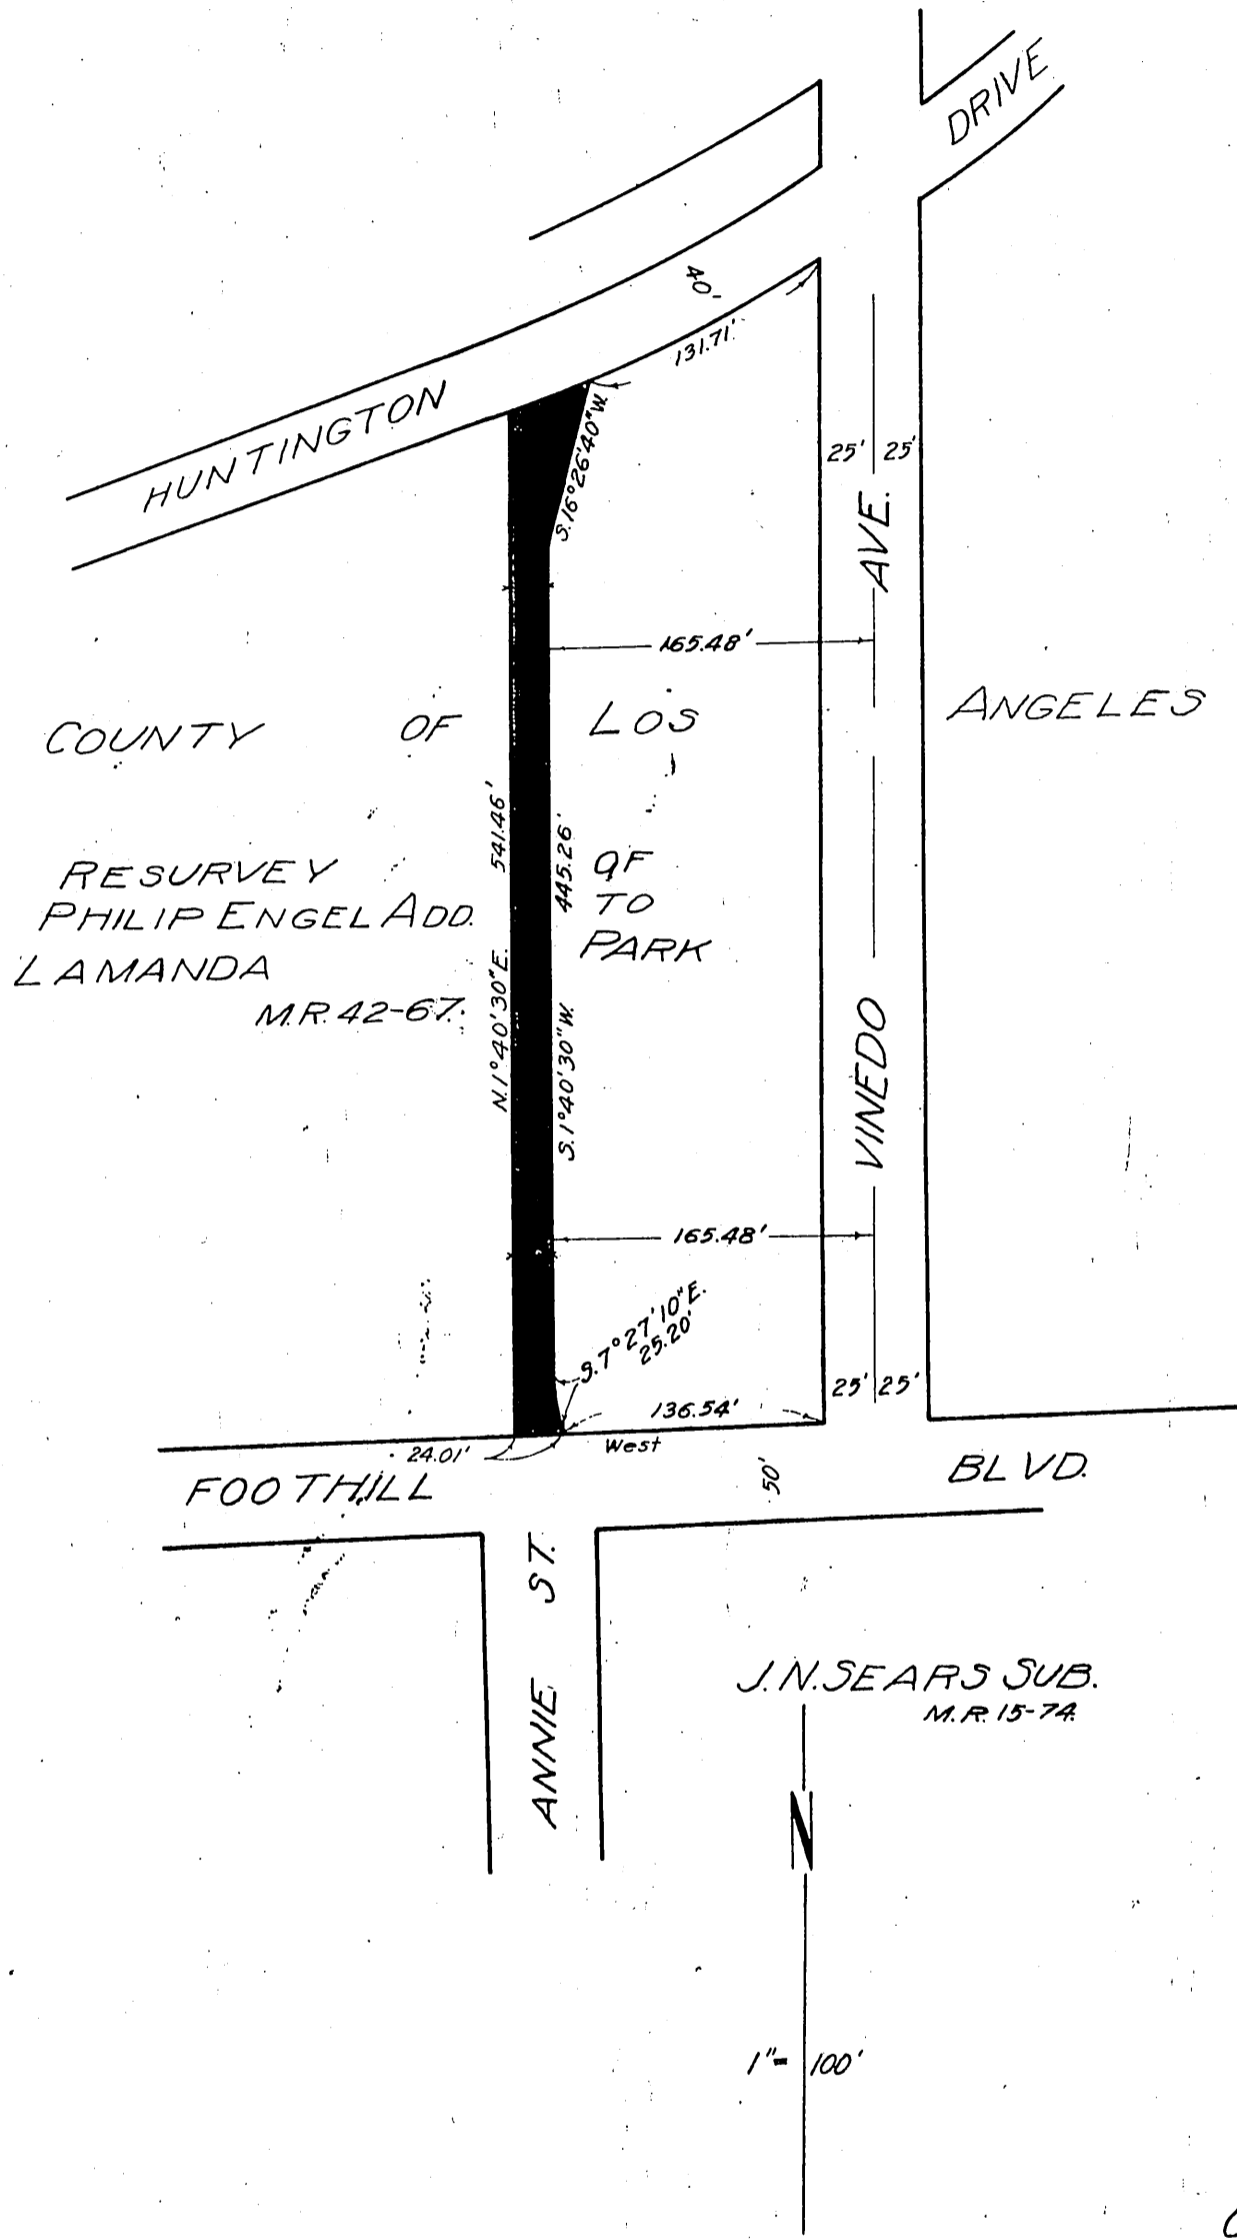 DRIVE
40'
131.71'
HUNTINGTON
S.16°26'40"W.
25' 25'
AVE.
165.48'
COUNTY OF LOS ANGELES
541.46'
445.26'
RESURVEY OF
PHILIP ENGEL ADD. TO
LAMANDA PARK
M.R. 42-67.
N.1°40'30"E.
S.1°40'30"W.
VINEDO
165.48'
S.7°27'10"E.
25.20'
25' 25'
136.54'
24.01'
West
FOOTHILL BLVD.
50'
ANNIE ST.
J.N. SEARS SUB.
M.R. 15-74.
N
1"= 100'